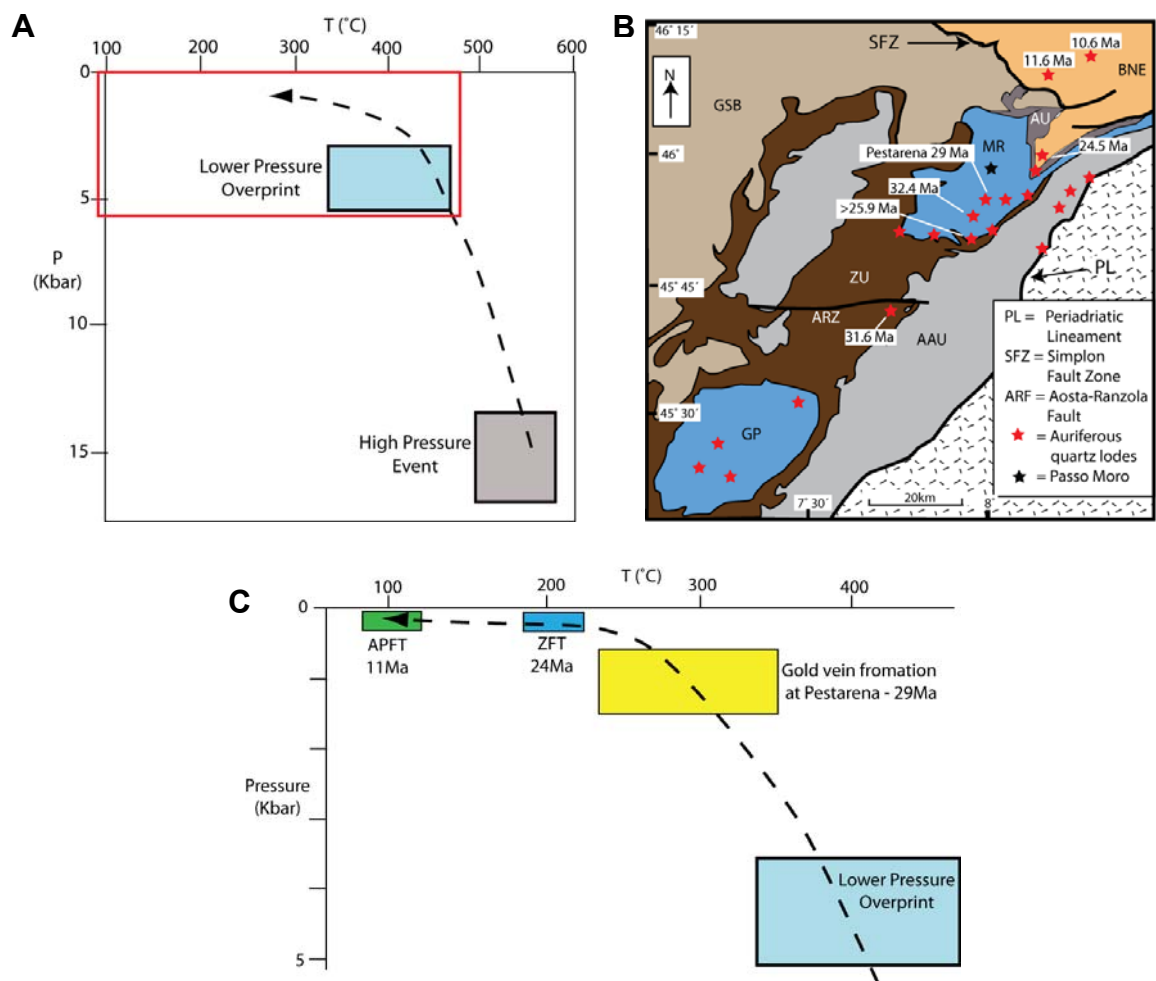 A
T (˚C)
100 200 300 400 500 600
0
Lower Pressure
Overprint
5
P
(Kbar)
10
High Pressure
Event
15
B
46˚ 15'
SFZ
10.6 Ma
11.6 Ma
BNE
N
GSB
AU
46˚
MR
Pestarena 29 Ma
24.5 Ma
32.4 Ma
>25.9 Ma
ZU
45˚ 45'
PL
ARZ
31.6 Ma
AAU
45˚ 30'
GP
7˚ 30'
20km
8˚
PL = Periadriatic
Lineament
SFZ = Simplon
Fault Zone
ARF = Aosta-Ranzola
Fault
= Auriferous
quartz lodes
= Passo Moro
C
T (˚C)
100 200 300 400
0
APFT
11Ma
ZFT
24Ma
Gold vein fromation
at Pestarena - 29Ma
Pressure
(Kbar)
Lower Pressure
Overprint
5